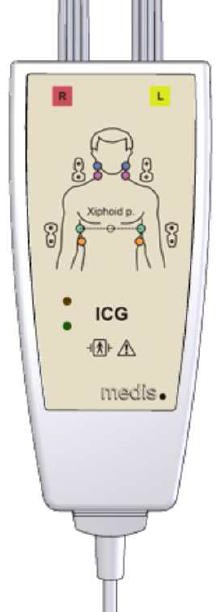 R L
Xiphoid p.
ICG
medis.